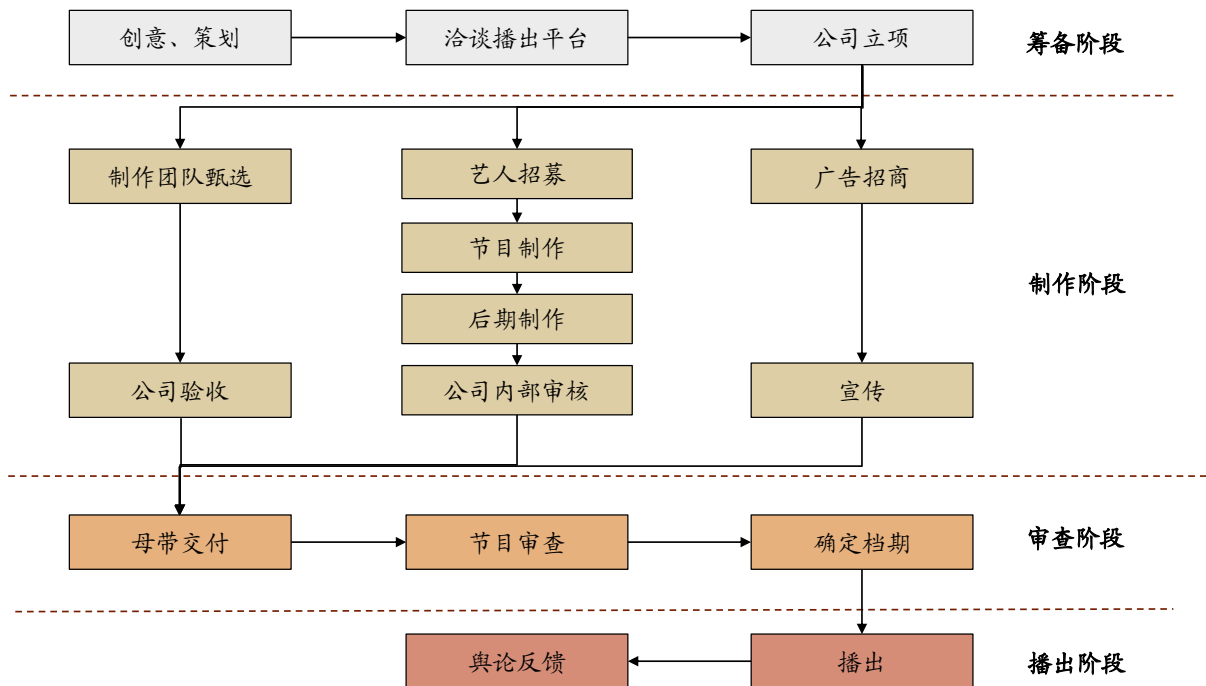 创意、策划
洽谈播出平台
公司立项
筹备阶段
制作团队甄选
艺人招募
广告招商
节目制作
制作阶段
后期制作
公司验收
公司内部审核
宣传
母带交付
节目审查
确定档期
审查阶段
舆论反馈
播出
播出阶段